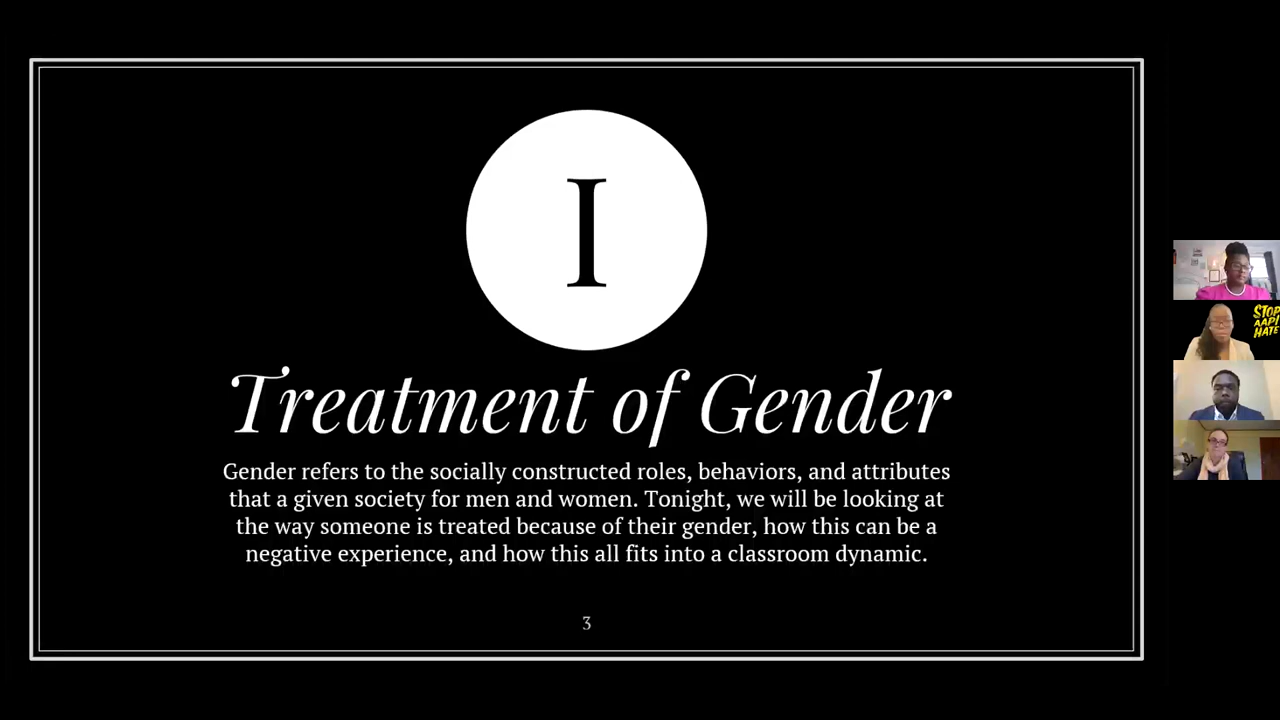 I
Treatment of Gender
Gender refers to the socially constructed roles, behaviors, and attributes
that a given society for men and women. Tonight, we will be looking at
the way someone is treated because of their gender, how this can be a
negative experience, and how this all fits into a classroom dynamic.
3
STOP
AAPI
HATE